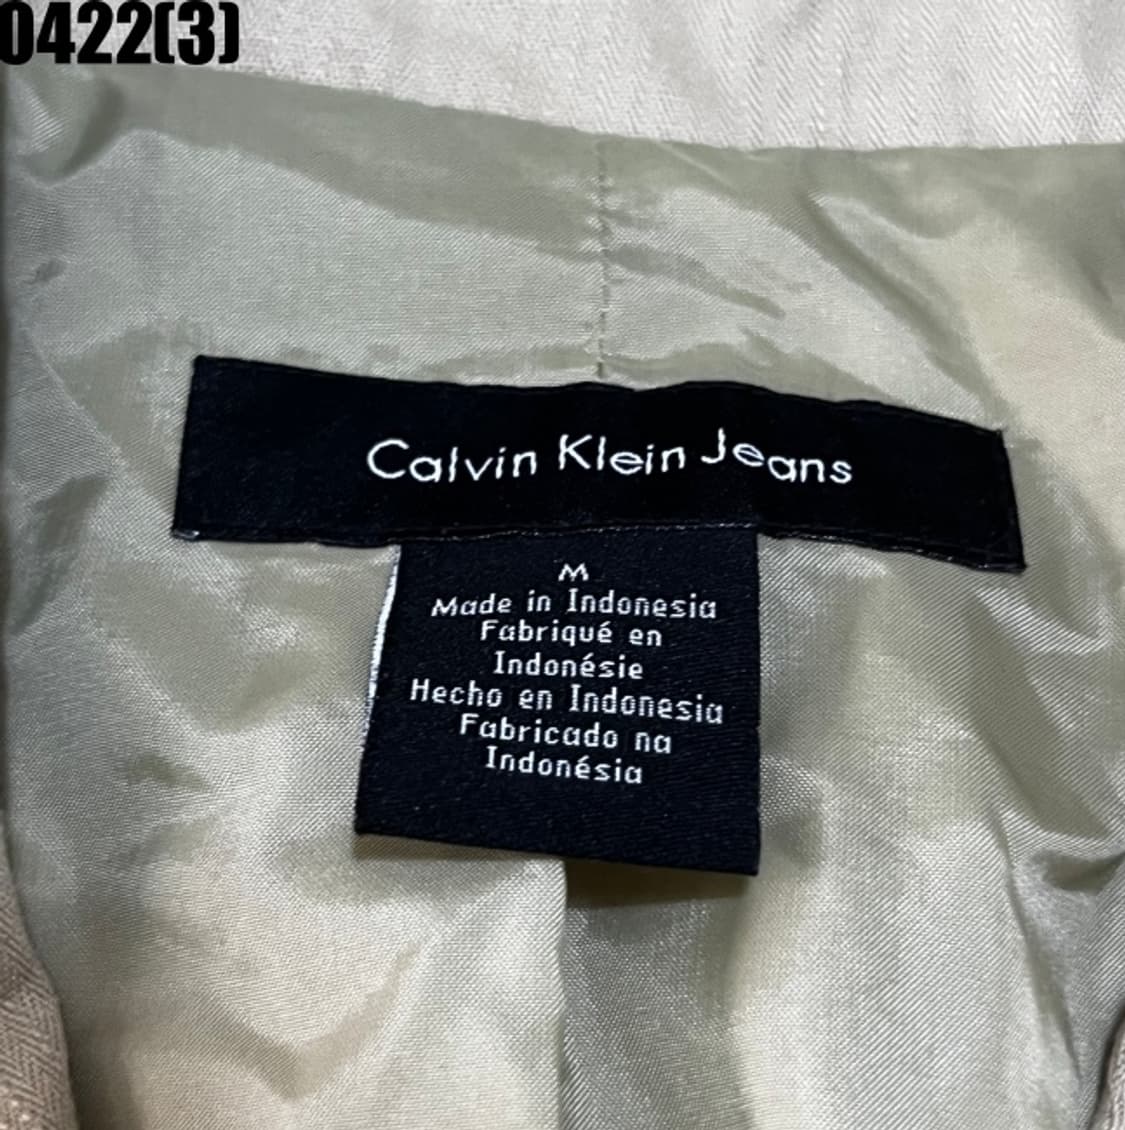 0422(3)
Calvin Klein Jeans
M
Made in Indonesia
Fabriqué en
Indonésie
Hecho en Indonesia
Fabricado na
Indonésia